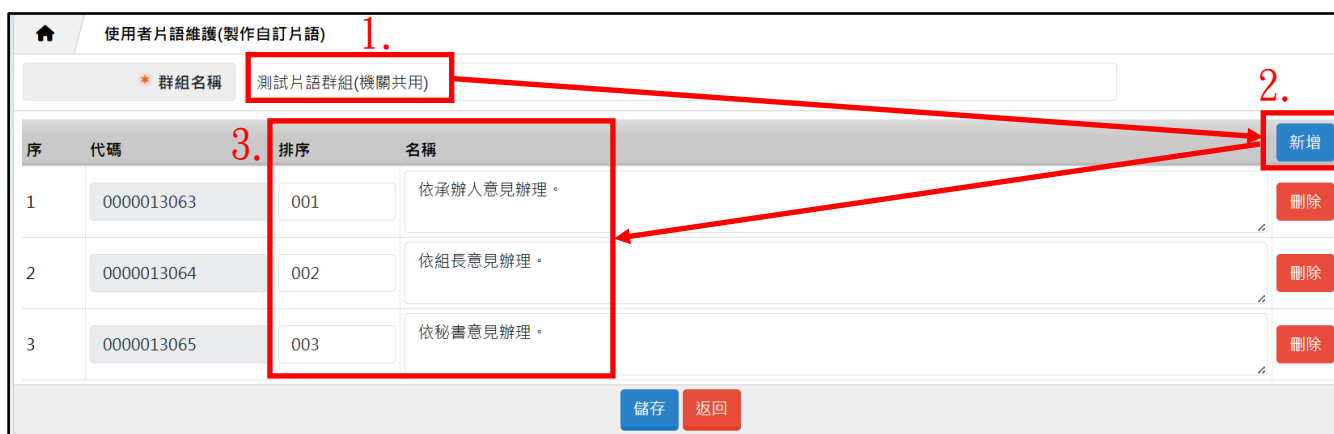 使用者片語維護(製作自訂片語) 1.
* 群組名稱 測試片語群組(機關共用)
2.
序 代碼 3. 排序 名稱 新增
1 0000013063 001 依承辦人意見辦理。 刪除
2 0000013064 002 依組長意見辦理。 刪除
3 0000013065 003 依秘書意見辦理。 刪除
儲存 返回